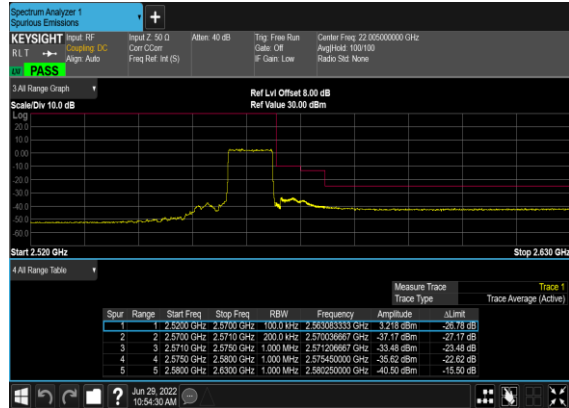 Spectrum Analyzer 1
Spurious Emissions
KEYSIGHT Input: RF Input Z: 50 Ω Atten: 40 dB Trig: Free Run Center Freq: 22.005000000 GHz
RLT Coupling: DC Corr CCorr Gate: Off Avg|Hold: 100/100
Align: Auto Freq Ref: Int (S) IF Gain: Low Radio Std: None
PASS
3 All Range Graph
Ref Lvl Offset 8.00 dB
Scale/Div 10.0 dB Ref Value 30.00 dBm
Log
20.0
10.0
0.00
-10.0
-20.0
-30.0
-40.0
-50.0
-60.0
Start 2.520 GHz Stop 2.630 GHz
4 All Range Table
Measure Trace Trace 1
Trace Type Trace Average (Active)
Spur Range Start Freq Stop Freq RBW Frequency Amplitude ΔLimit
1 1 2.5200 GHz 2.5700 GHz 100.0 kHz 2.563083333 GHz 3.218 dBm -26.78 dB
2 2 2.5700 GHz 2.5710 GHz 200.0 kHz 2.570036667 GHz -37.17 dBm -27.17 dB
3 3 2.5710 GHz 2.5750 GHz 1.000 MHz 2.571206667 GHz -33.48 dBm -23.48 dB
4 4 2.5750 GHz 2.5800 GHz 1.000 MHz 2.575450000 GHz -35.62 dBm -22.62 dB
5 5 2.5800 GHz 2.6300 GHz 1.000 MHz 2.580250000 GHz -40.50 dBm -15.50 dB
Jun 29, 2022
10:54:30 AM